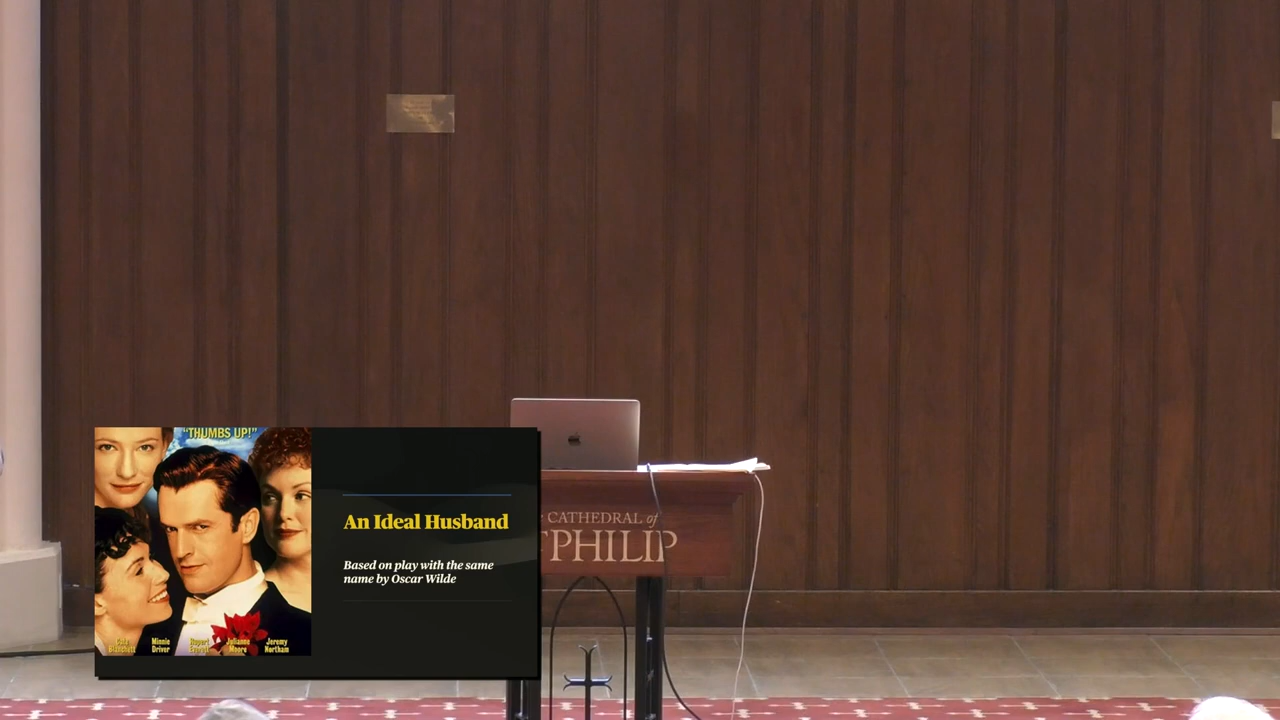 "THUMBS UP!"
An Ideal Husband
Based on play with the same
name by Oscar Wilde
Cate Minnie Rupert Julianne Jeremy
Blanchett Driver Everett Moore Northam
CATHEDRAL of
PHILIP